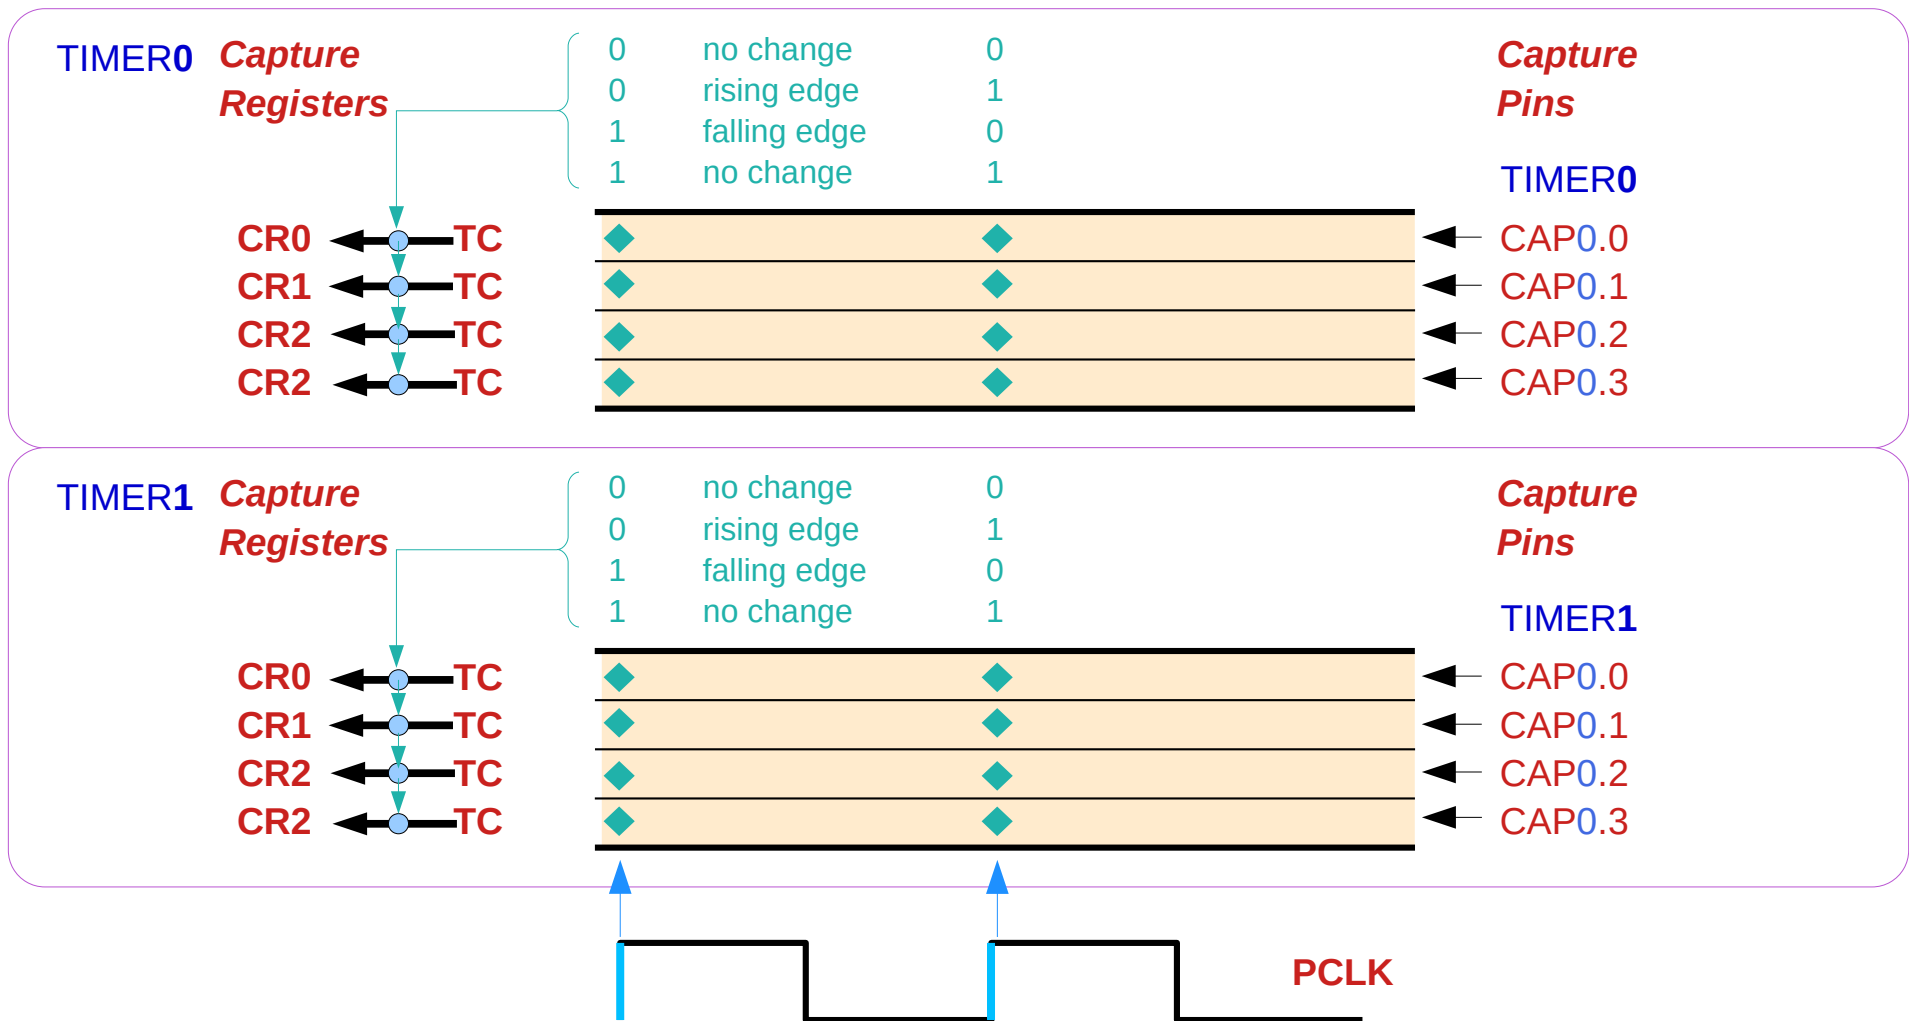 TIMER0 Capture Registers
0 no change 0
0 rising edge 1
1 falling edge 0
1 no change 1
Capture
Pins
TIMER0
CR0 TC CAP0.0
CR1 TC CAP0.1
CR2 TC CAP0.2
CR2 TC CAP0.3
TIMER1 Capture Registers
0 no change 0
0 rising edge 1
1 falling edge 0
1 no change 1
Capture
Pins
TIMER1
CR0 TC CAP0.0
CR1 TC CAP0.1
CR2 TC CAP0.2
CR2 TC CAP0.3
PCLK